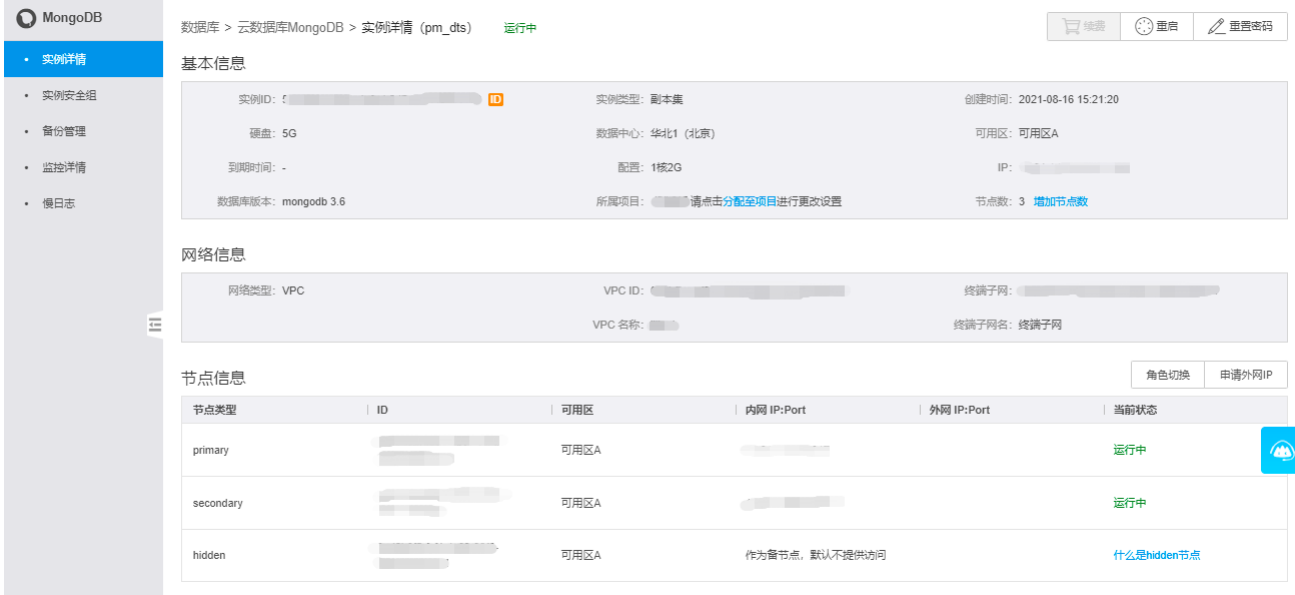 MongoDB
实例详情
实例安全组
备份管理
监控详情
慢日志
数据库 > 云数据库MongoDB > 实例详情（pm_dts） 运行中
续费 重启 重置密码
基本信息
实例ID: ID 实例类型: 副本集 创建时间: 2021-08-16 15:21:20
硬盘: 5G 数据中心: 华北1（北京） 可用区: 可用区A
到期时间: - 配置: 1核2G IP:
数据库版本: mongodb 3.6 所属项目: 请点击分配至项目进行更改设置 节点数: 3 增加节点数
网络信息
网络类型: VPC VPC ID: 终端子网:
VPC 名称: 终端子网名: 终端子网
节点信息
角色切换 申请外网IP
节点类型 ID 可用区 内网 IP:Port 外网 IP:Port 当前状态
primary 可用区A 运行中
secondary 可用区A 运行中
hidden 可用区A 作为备节点，默认不提供访问 什么是hidden节点